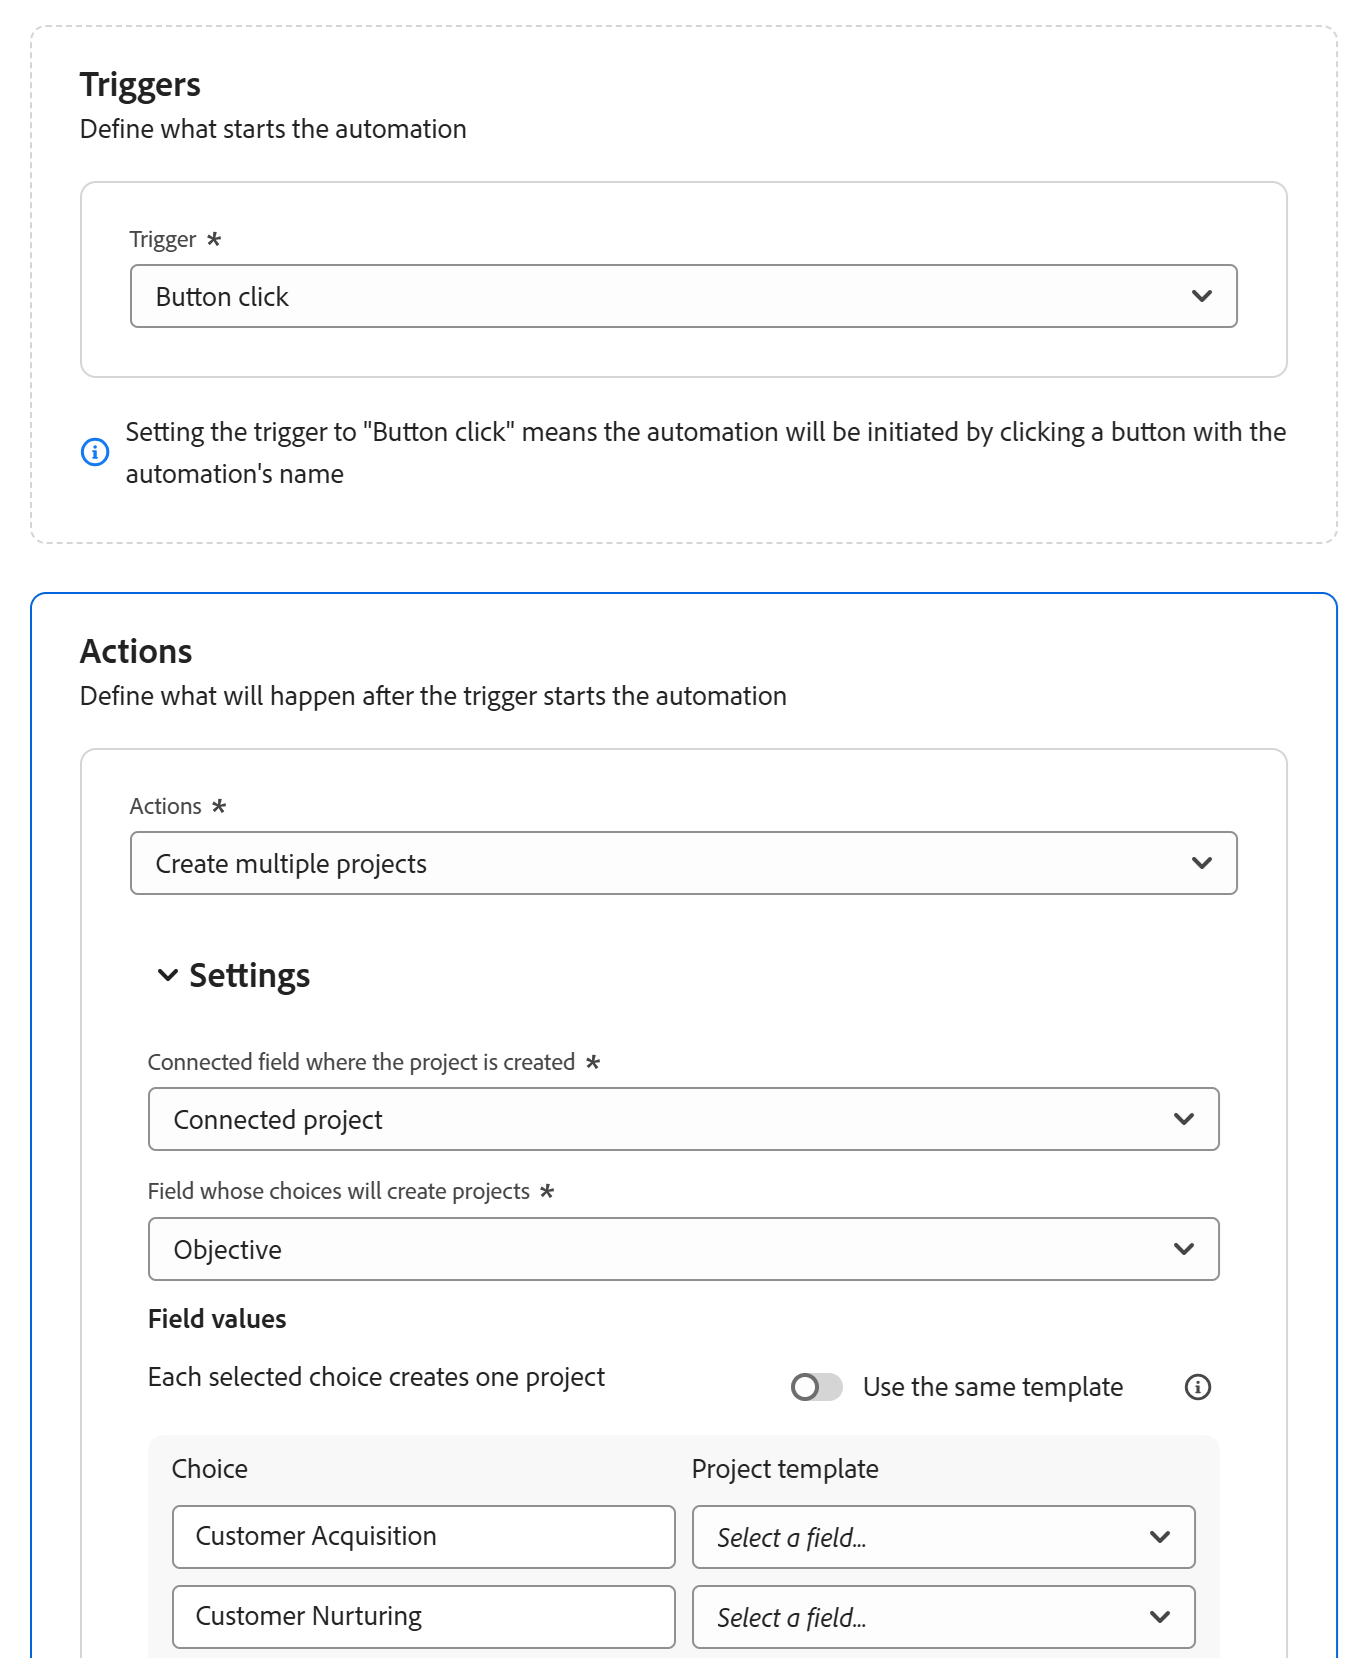 Triggers
Define what starts the automation
Trigger *
Button click
Setting the trigger to "Button click" means the automation will be initiated by clicking a button with the
automation's name
Actions
Define what will happen after the trigger starts the automation
Actions *
Create multiple projects
Settings
Connected field where the project is created *
Connected project
Field whose choices will create projects *
Objective
Field values
Each selected choice creates one project
Use the same template
Choice
Project template
Customer Acquisition
Select a field...
Customer Nurturing
Select a field...